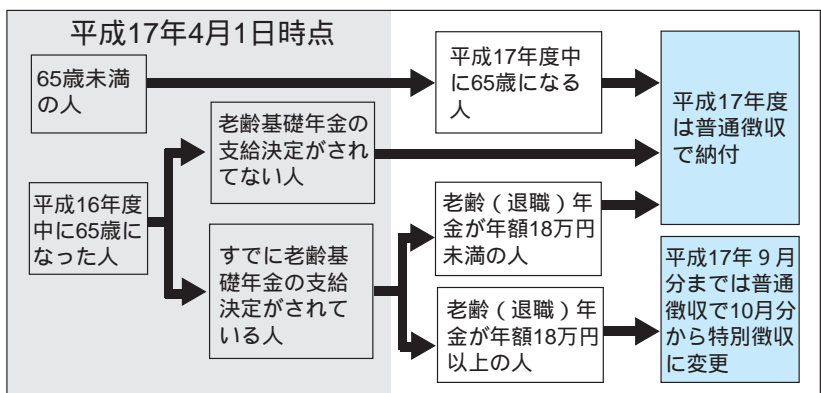 平成17年4月1日時点
65歳未満
の人
平成17年度中
に65歳になる
人
平成17年度
は普通徴収
で納付
老齢基礎年金の
支給決定がされ
てない人
平成16年度
中に65歳に
なった人
すでに老齢基
礎年金の支給
決定がされて
いる人
老齢（退職）年
金が年額18万円
未満の人
老齢（退職）年
金が年額18万円
以上の人
平成17年９月
分までは普通
徴収で10月分
から特別徴収
に変更